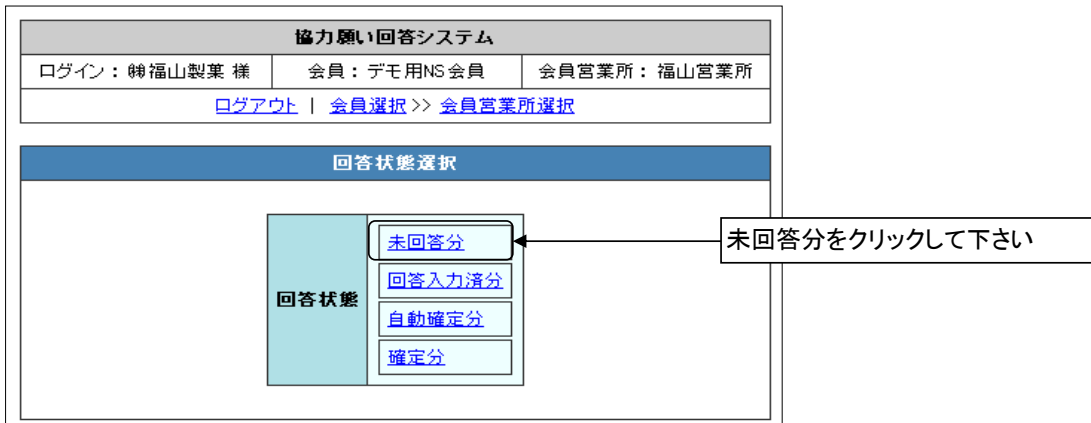 協力願い回答システム
ログイン：㈱福山製菓 様 会員：デモ用NS会員 会員営業所：福山営業所
ログアウト | 会員選択 >> 会員営業所選択
回答状態選択
未回答分
未回答分をクリックして下さい
回答入力済分
回答状態
自動確定分
確定分